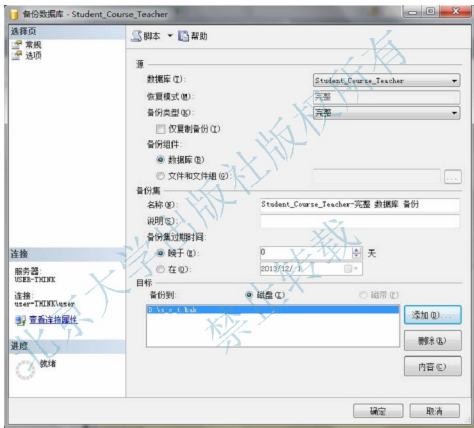 备份数据库 - Student_Course_Teacher
选择页
常规
选项
脚本 帮助
源
数据库(T): Student_Course_Teacher
恢复模式(M): 完整
备份类型(K): 完整
仅复制备份(Y)
备份组件:
数据库(B)
文件和文件组(G):
...
备份集
名称(N): Student_Course_Teacher-完整 数据库 备份
说明(S):
备份集过期时间:
晚于(E): 0 天
在(O): 2013/12/ 1
目标
备份到: 磁盘(I) 磁带(P)
D:\s_c_t.bak
添加(D)...
删除(R)
内容(C)
连接
服务器:
USER-THINK
连接:
user-THINK\user
查看连接属性
进度
就绪
确定 取消
北京大学出版社版权所有
禁止转载